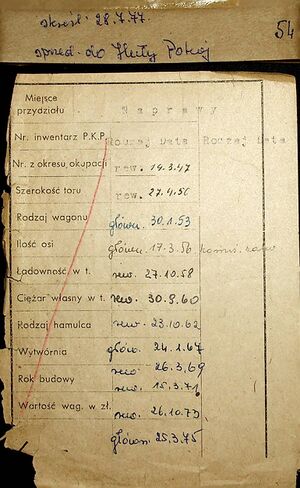 skreśl. 28.7.77.
54
sprzed. do Huty Pokój
Miejsce
przydziału
Naprawy
Nr. inwentarz P.K.P.
Rodzaj Data Rodzaj Data
Nr. z okresu okupacji rew. 14.3.47
Szerokość toru rew. 27.4.50
Rodzaj wagonu główn. 30.1.53
Ilość osi główn. 17.3.56
Ładowność w t. rew. 27.10.58
Ciężar własny w t. rew. 30.9.60
Rodzaj hamulca rew. 23.10.62
Wytwórnia główn. 24.1.67
rew 26.3.69
Rok budowy rew. 15.3.71
Wartość wag. w zł. rew. 26.10.73
główn. 25.3.75